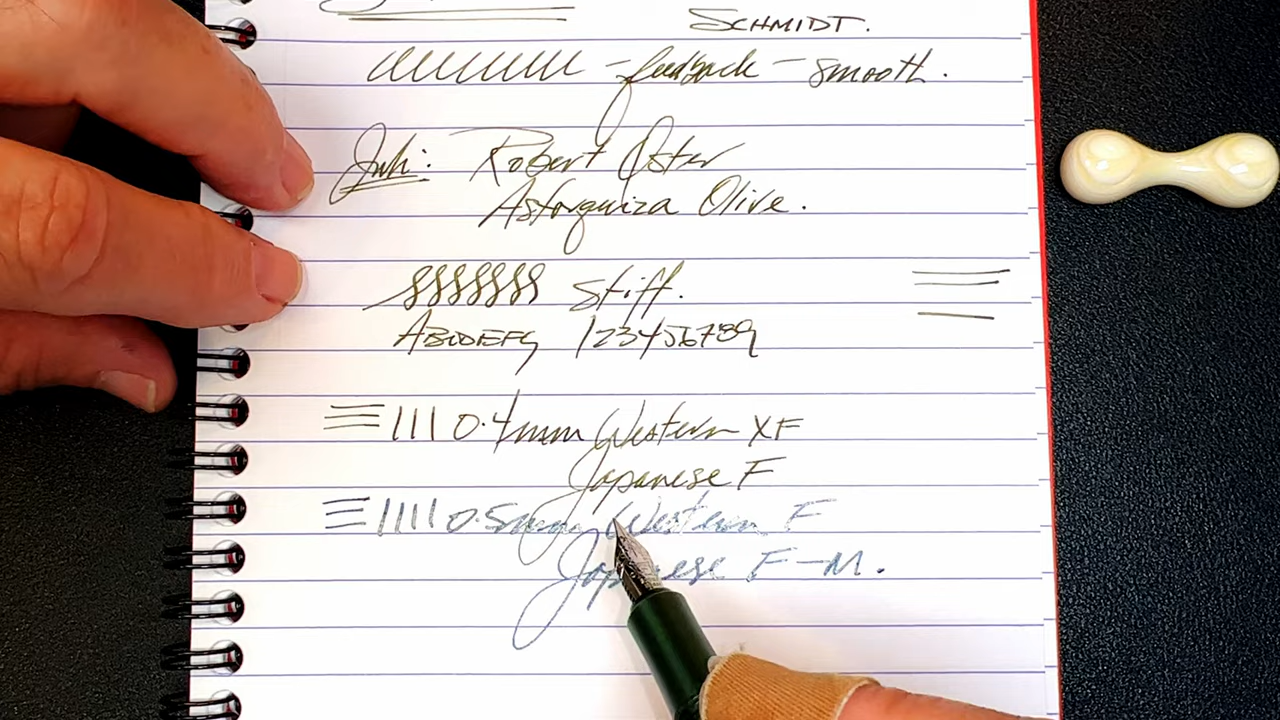 SCHMIDT.
- feedback - smooth.
Ink: Robert Oster
Astorquiza Olive.
Stiff.
ABCDEFG 123456789
0.4mm Western XF
Japanese F
0.5mm Western F
Japanese F-M.